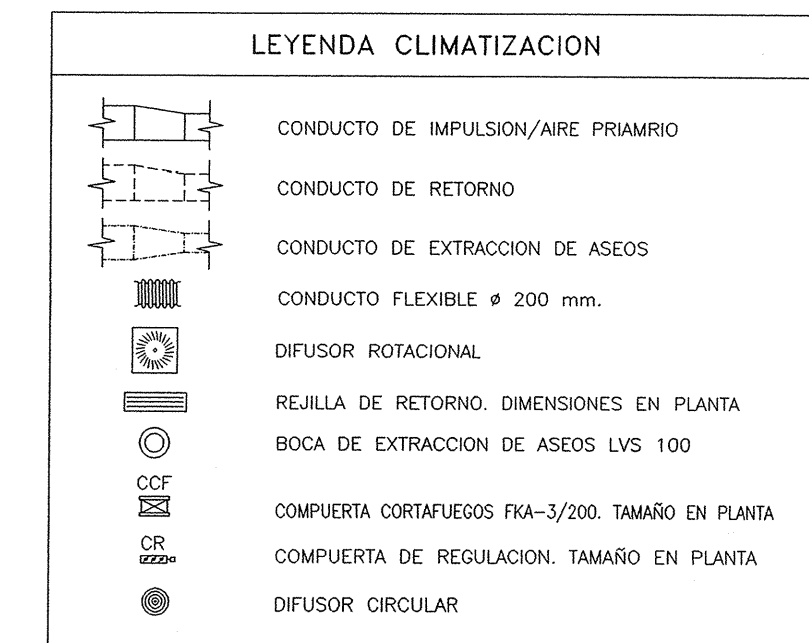 LEYENDA CLIMATIZACION
CONDUCTO DE IMPULSION/AIRE PRIAMRIO
CONDUCTO DE RETORNO
CONDUCTO DE EXTRACCION DE ASEOS
CONDUCTO FLEXIBLE ø 200 mm.
DIFUSOR ROTACIONAL
REJILLA DE RETORNO. DIMENSIONES EN PLANTA
BOCA DE EXTRACCION DE ASEOS LVS 100
CCF
COMPUERTA CORTAFUEGOS FKA-3/200. TAMAÑO EN PLANTA
CR
COMPUERTA DE REGULACION. TAMAÑO EN PLANTA
DIFUSOR CIRCULAR